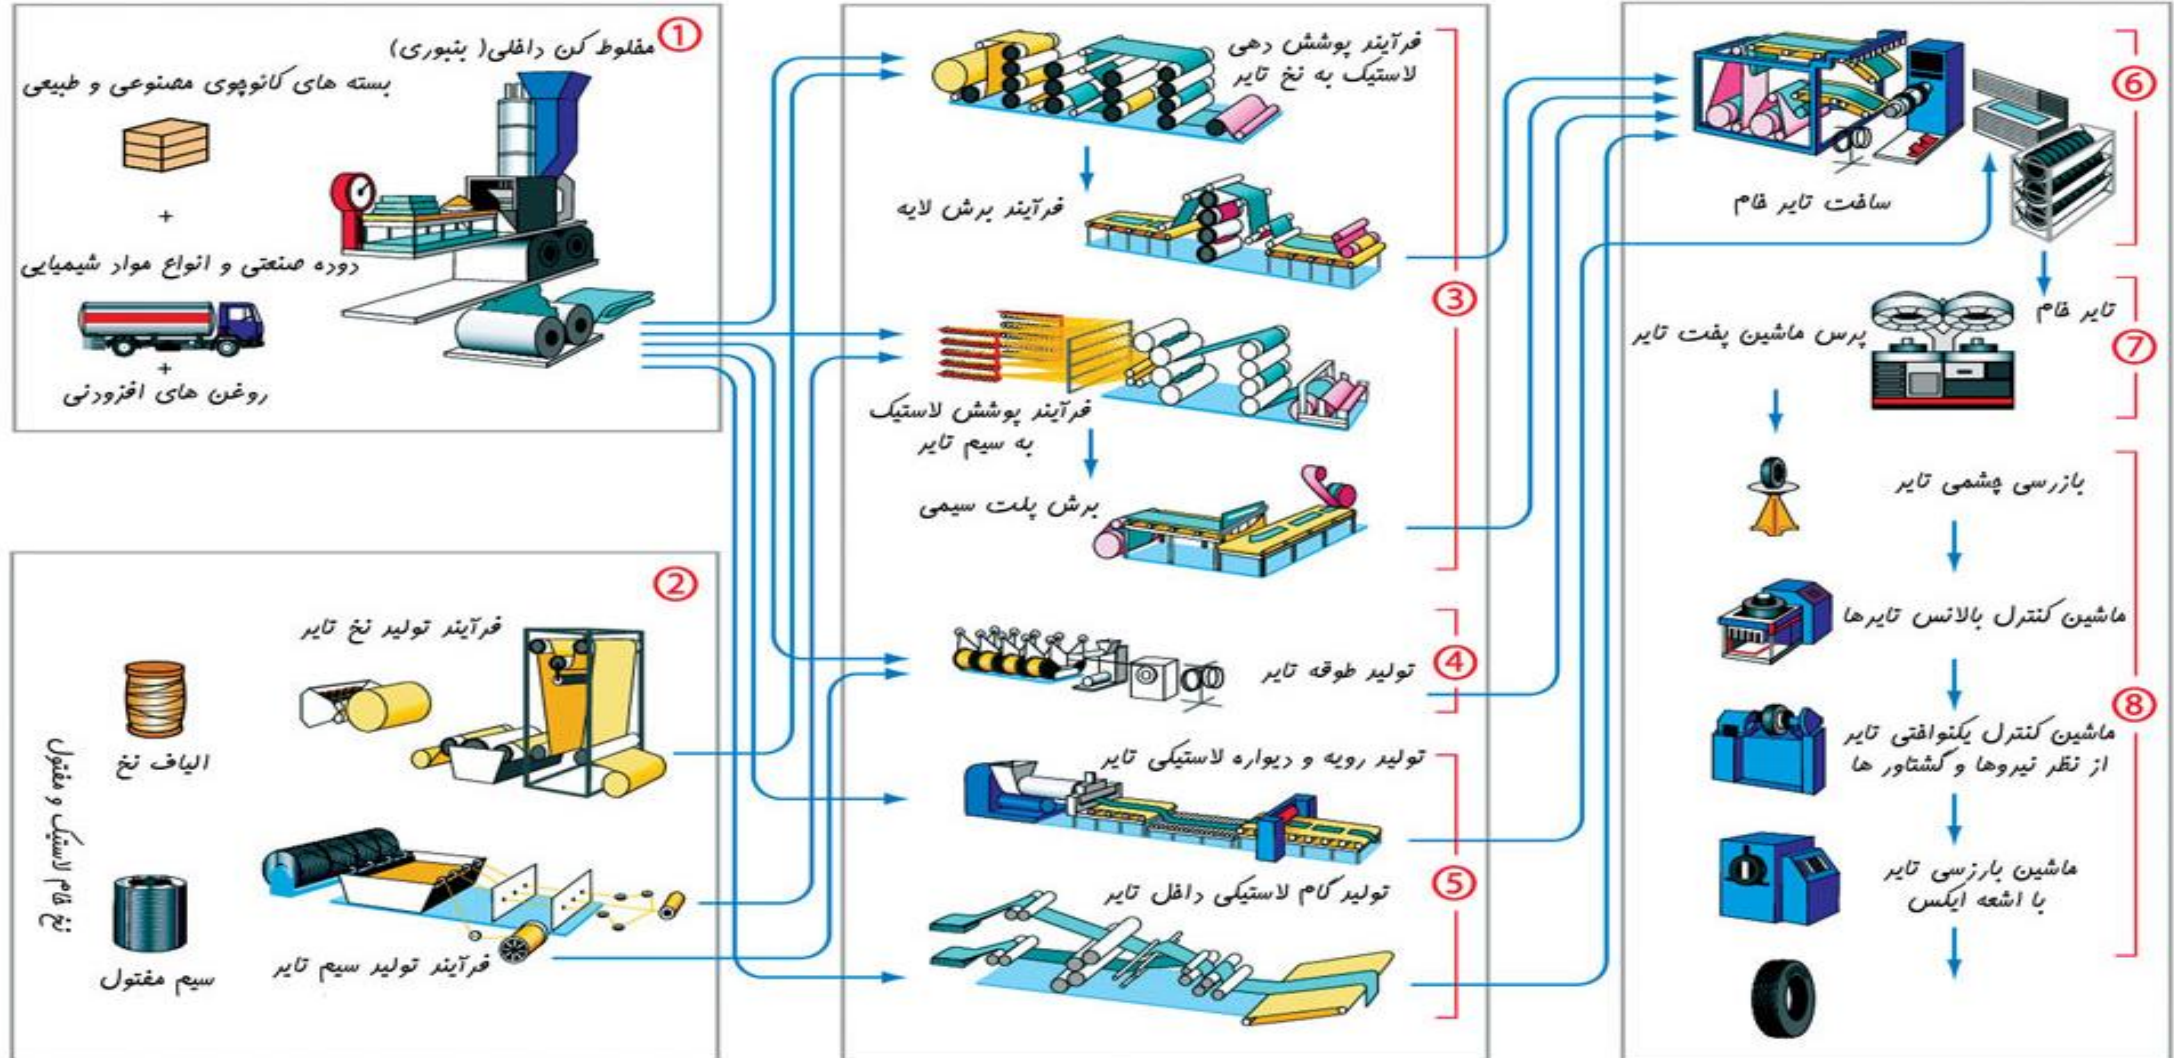 ①
مخلوط کن داخلی( بنبوری)
بسته های کائوچوی مصنوعی و طبیعی
+
دوده صنعتی و انواع مواد شیمیایی
+
روغن های افزودنی
②
فرآیند تولید نخ تایر
الیاف نخ
نخ خام لاستیک و مفتول
سیم مفتول
فرآیند تولید سیم تایر
فرآیند پوشش دهی
لاستیک به نخ تایر
فرآیند برش لایه
③
فرآیند پوشش لاستیک
به سیم تایر
برش پلت سیمی
④
تولید طوقه تایر
تولید رویه و دیواره لاستیکی تایر
⑤
تولید گام لاستیکی داخل تایر
⑥
ساخت تایر خام
تایر خام
⑦
پرس ماشین پخت تایر
بازرسی چشمی تایر
ماشین کنترل بالانس تایرها
⑧
ماشین کنترل یکنواختی تایر
از نظر نیروها و گشتاور ها
ماشین بارزسی تایر
با اشعه ایکس